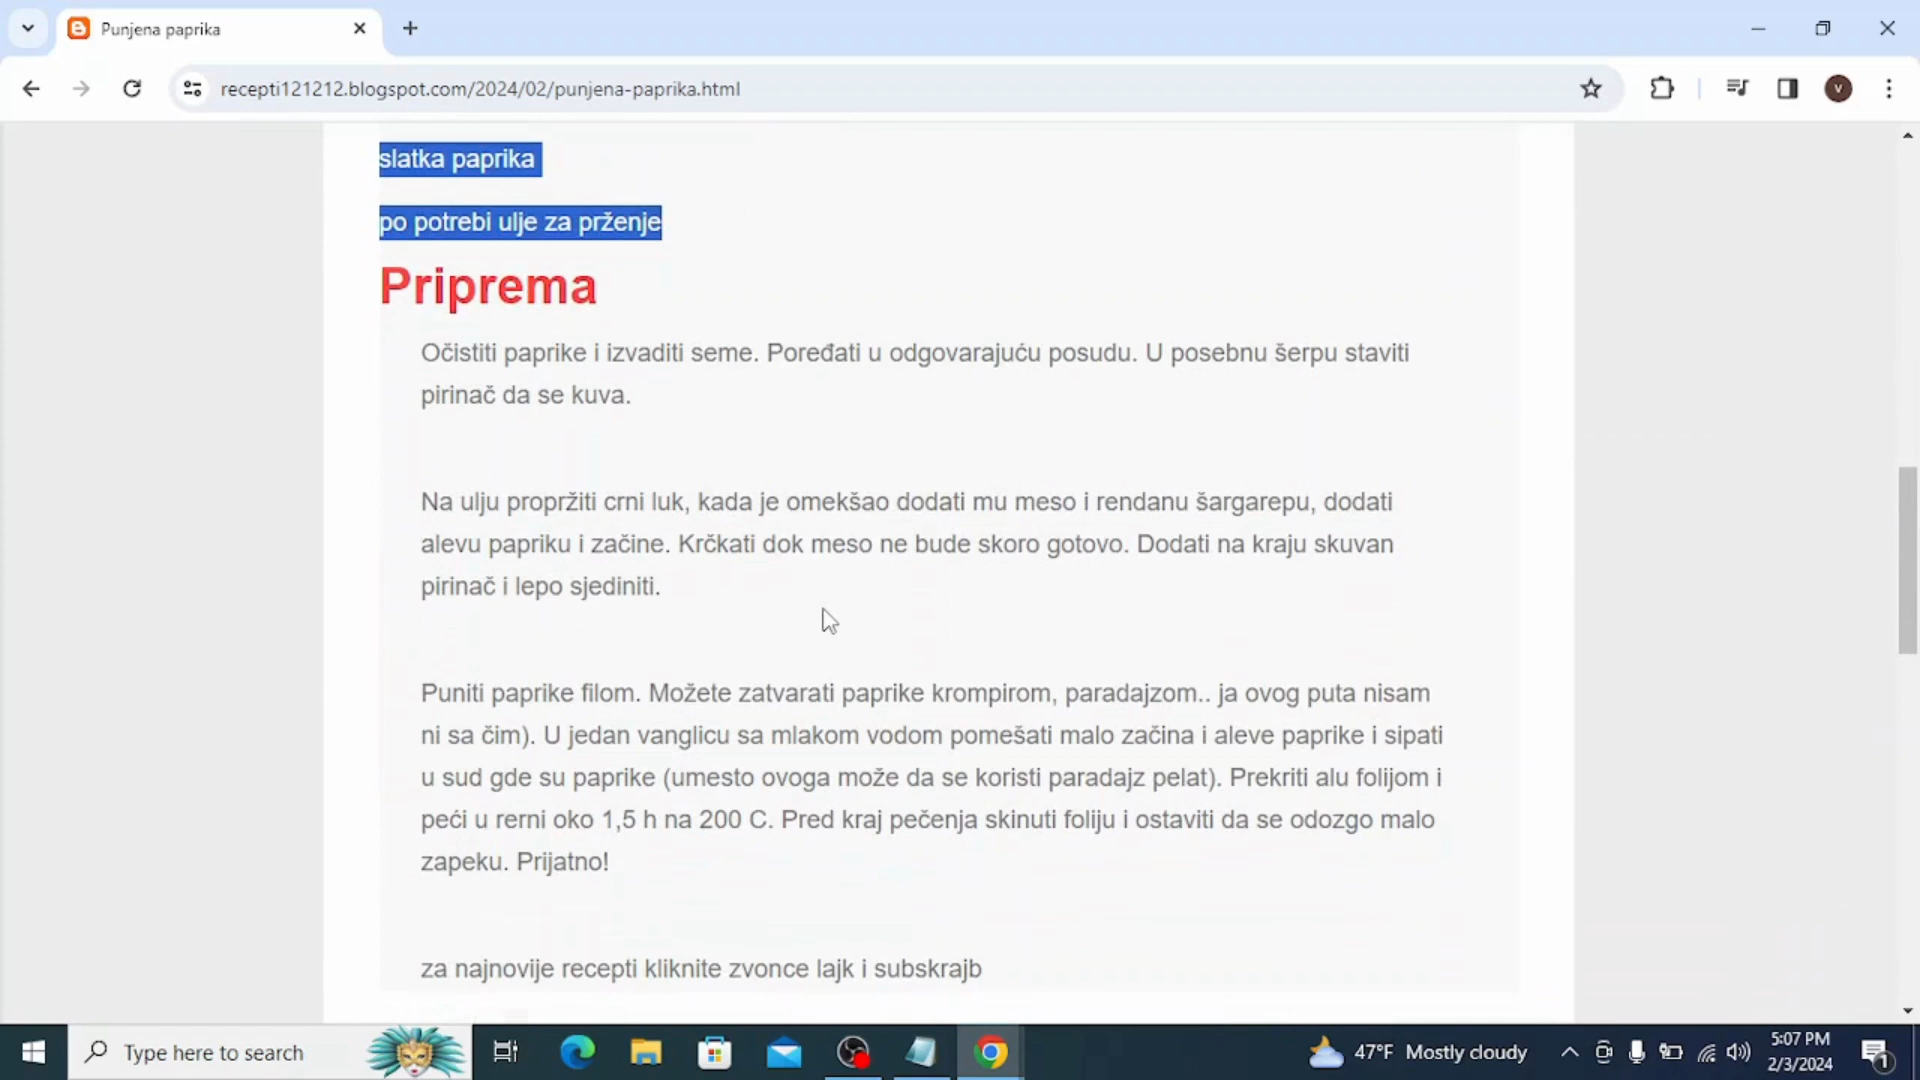 Punjena paprika
recepti121212.blogspot.com/2024/02/punjena-paprika.html
V
slatka paprika
po potrebi ulje za prženje
Priprema
Očistiti paprike i izvaditi seme. Poređati u odgovarajuću posudu. U posebnu šerpu staviti
pirinač da se kuva.
Na ulju propržiti crni luk, kada je omekšao dodati mu meso i rendanu šargarepu, dodati
alevu papriku i začine. Krčkati dok meso ne bude skoro gotovo. Dodati na kraju skuvan
pirinač i lepo sjediniti.
Puniti paprike filom. Možete zatvarati paprike krompirom, paradajzom.. ja ovog puta nisam
ni sa čim). U jedan vanglicu sa mlakom vodom pomešati malo začina i aleve paprike i sipati
u sud gde su paprike (umesto ovoga može da se koristi paradajz pelat). Prekriti alu folijom i
peći u rerni oko 1,5 h na 200 C. Pred kraj pečenja skinuti foliju i ostaviti da se odozgo malo
zapeku. Prijatno!
za najnovije recepti kliknite zvonce lajk i subskrajb
Type here to search
47°F Mostly cloudy
5:07 PM
2/3/2024
1